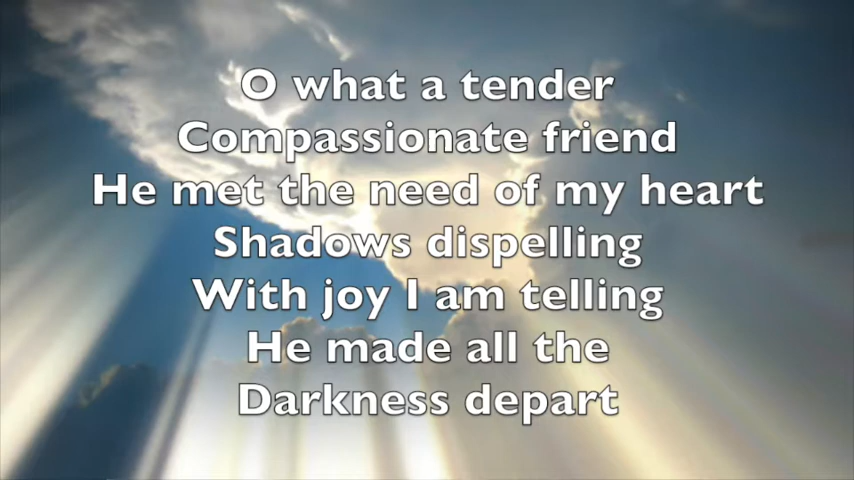 O what a tender
Compassionate friend
He met the need of my heart
Shadows dispelling
With joy I am telling
He made all the
Darkness depart